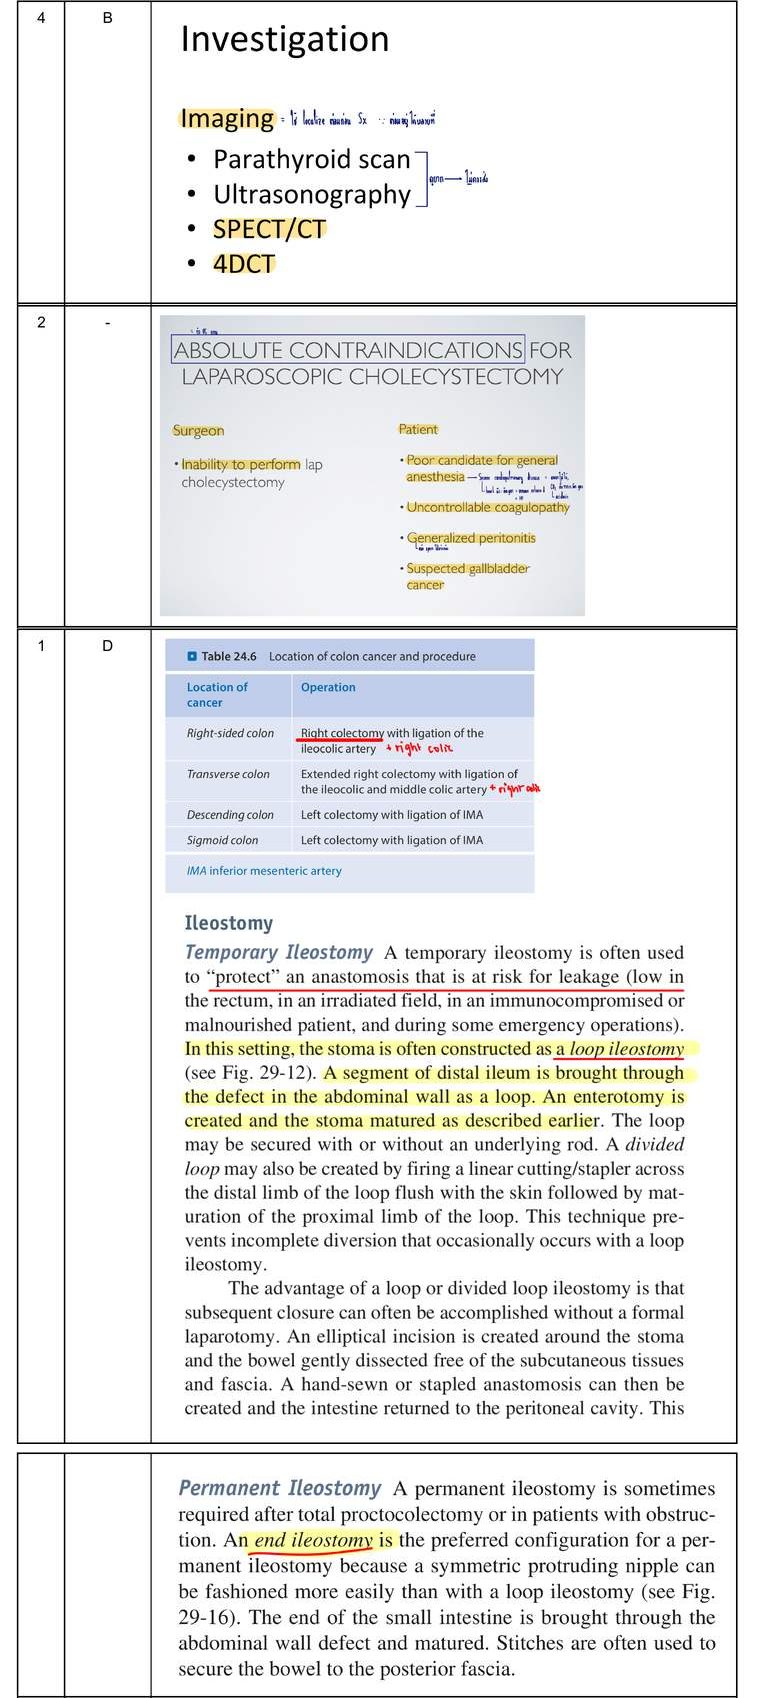 4
B
Investigation
Imaging = ใช้ localize ก่อน Sx
• Parathyroid scan
• Ultrasonography
• SPECT/CT
• 4DCT
2
-
ABSOLUTE CONTRAINDICATIONS FOR
LAPAROSCOPIC CHOLECYSTECTOMY
Surgeon
• Inability to perform lap
cholecystectomy
Patient
• Poor candidate for general
anesthesia
• Uncontrollable coagulopathy
• Generalized peritonitis
• Suspected gallbladder
cancer
1
D
Table 24.6 Location of colon cancer and procedure
Location of
cancer
Operation
Right-sided colon
Right colectomy with ligation of the
ileocolic artery + right colic
Transverse colon
Extended right colectomy with ligation of
the ileocolic and middle colic artery + right colic
Descending colon
Left colectomy with ligation of IMA
Sigmoid colon
Left colectomy with ligation of IMA
IMA inferior mesenteric artery
Ileostomy
Temporary Ileostomy A temporary ileostomy is often used
to “protect” an anastomosis that is at risk for leakage (low in
the rectum, in an irradiated field, in an immunocompromised or
malnourished patient, and during some emergency operations).
In this setting, the stoma is often constructed as a loop ileostomy
(see Fig. 29-12). A segment of distal ileum is brought through
the defect in the abdominal wall as a loop. An enterotomy is
created and the stoma matured as described earlier. The loop
may be secured with or without an underlying rod. A divided
loop may also be created by firing a linear cutting/stapler across
the distal limb of the loop flush with the skin followed by mat-
uration of the proximal limb of the loop. This technique pre-
vents incomplete diversion that occasionally occurs with a loop
ileostomy.
The advantage of a loop or divided loop ileostomy is that
subsequent closure can often be accomplished without a formal
laparotomy. An elliptical incision is created around the stoma
and the bowel gently dissected free of the subcutaneous tissues
and fascia. A hand-sewn or stapled anastomosis can then be
created and the intestine returned to the peritoneal cavity. This
Permanent Ileostomy A permanent ileostomy is sometimes
required after total proctocolectomy or in patients with obstruc-
tion. An end ileostomy is the preferred configuration for a per-
manent ileostomy because a symmetric protruding nipple can
be fashioned more easily than with a loop ileostomy (see Fig.
29-16). The end of the small intestine is brought through the
abdominal wall defect and matured. Stitches are often used to
secure the bowel to the posterior fascia.